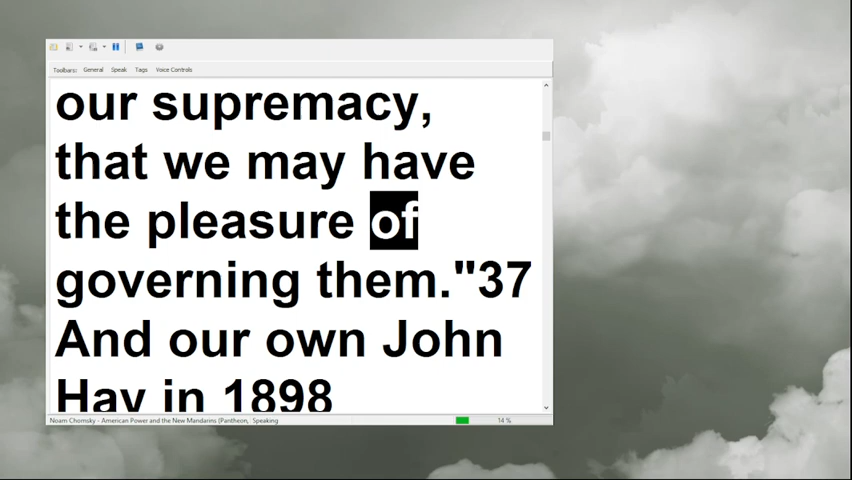 Toolbars: General Speak Tags Voice Controls
our supremacy,
that we may have
the pleasure of
governing them."37
And our own John
Hay in 1898
Noam Chomsky - American Power and the New Mandarins (Pantheon, Speaking 14 %